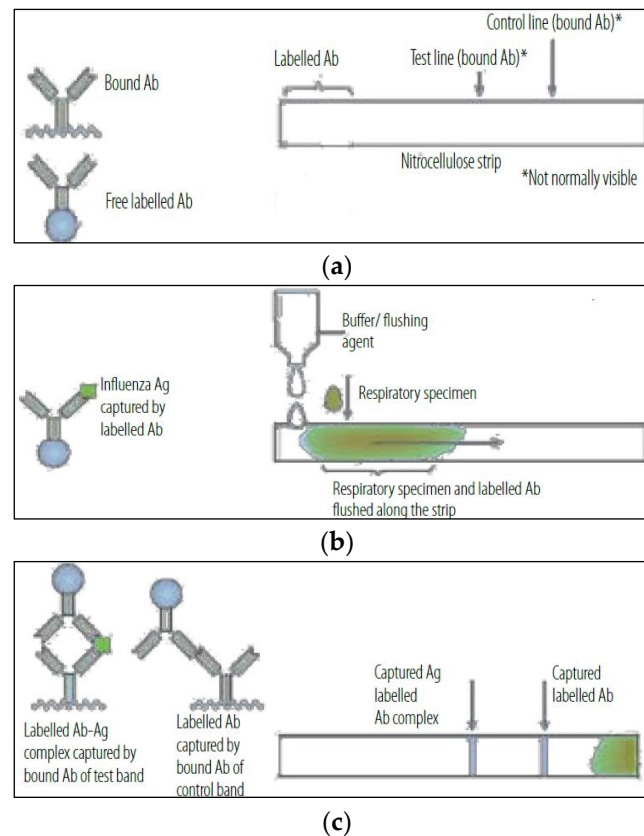 Bound Ab
Free labelled Ab
Labelled Ab
Test line (bound Ab)*
Control line (bound Ab)*
Nitrocellulose strip
*Not normally visible
(a)
Influenza Ag
captured by
labelled Ab
Buffer/ flushing
agent
Respiratory specimen
Respiratory specimen and labelled Ab
flushed along the strip
(b)
Labelled Ab-Ag
complex captured by
bound Ab of test band
Labelled Ab
captured by
bound Ab of
control band
Captured Ag
labelled
Ab complex
Captured
labelled Ab
(c)